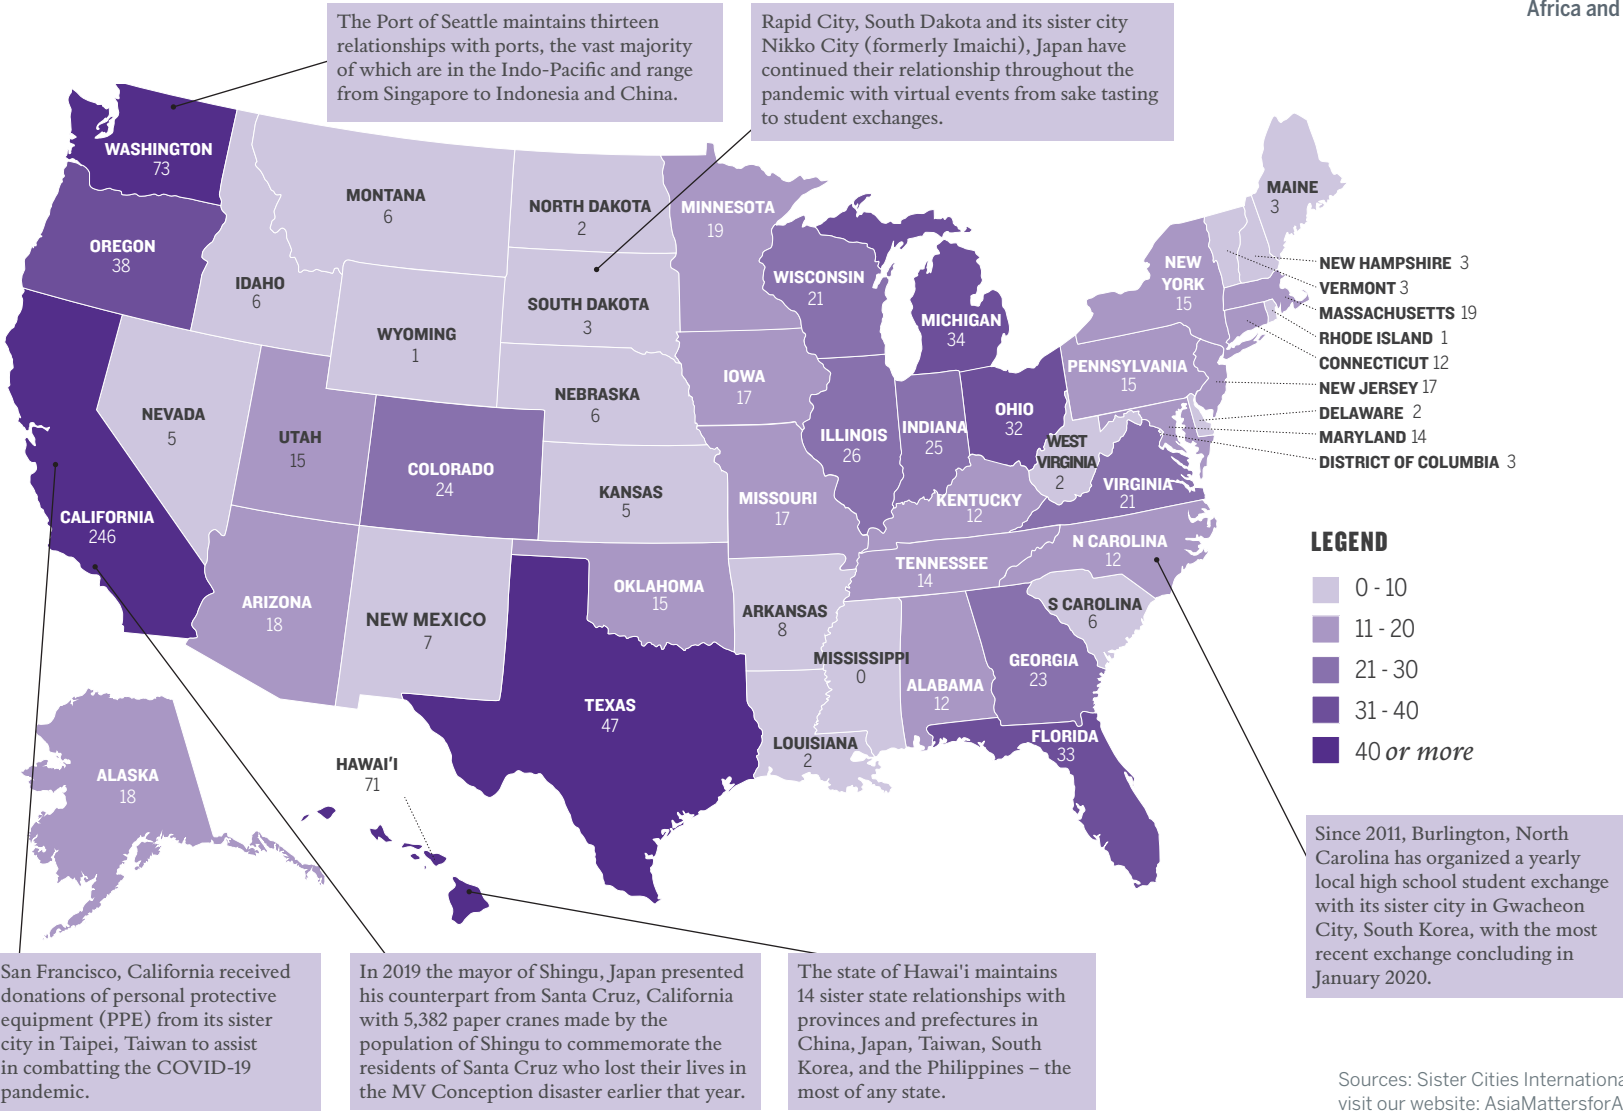 Africa and
The Port of Seattle maintains thirteen
relationships with ports, the vast majority
of which are in the Indo-Pacific and range
from Singapore to Indonesia and China.
Rapid City, South Dakota and its sister city
Nikko City (formerly Imaichi), Japan have
continued their relationship throughout the
pandemic with virtual events from sake tasting
to student exchanges.
WASHINGTON
73
OREGON
38
MONTANA
6
IDAHO
6
WYOMING
1
NORTH DAKOTA
2
SOUTH DAKOTA
3
MINNESOTA
19
WISCONSIN
21
MICHIGAN
34
NEW
YORK
15
MAINE
3
NEW HAMPSHIRE 3
VERMONT 3
MASSACHUSETTS 19
RHODE ISLAND 1
CONNECTICUT 12
NEW JERSEY 17
DELAWARE 2
MARYLAND 14
DISTRICT OF COLUMBIA 3
NEVADA
5
UTAH
15
COLORADO
24
NEBRASKA
6
KANSAS
5
IOWA
17
MISSOURI
17
ILLINOIS
26
INDIANA
25
OHIO
32
PENNSYLVANIA
15
WEST
VIRGINIA
2
VIRGINIA
21
KENTUCKY
12
CALIFORNIA
246
ARIZONA
18
NEW MEXICO
7
OKLAHOMA
15
ARKANSAS
8
TENNESSEE
14
N CAROLINA
12
S CAROLINA
6
MISSISSIPPI
0
ALABAMA
12
GEORGIA
23
TEXAS
47
LOUISIANA
2
FLORIDA
33
ALASKA
18
HAWAI'I
71
LEGEND
0 - 10
11 - 20
21 - 30
31 - 40
40 or more
Since 2011, Burlington, North
Carolina has organized a yearly
local high school student exchange
with its sister city in Gwacheon
City, South Korea, with the most
recent exchange concluding in
January 2020.
San Francisco, California received
donations of personal protective
equipment (PPE) from its sister
city in Taipei, Taiwan to assist
in combatting the COVID-19
pandemic.
In 2019 the mayor of Shingu, Japan presented
his counterpart from Santa Cruz, California
with 5,382 paper cranes made by the
population of Shingu to commemorate the
residents of Santa Cruz who lost their lives in
the MV Conception disaster earlier that year.
The state of Hawai'i maintains
14 sister state relationships with
provinces and prefectures in
China, Japan, Taiwan, South
Korea, and the Philippines – the
most of any state.
Sources: Sister Cities Internationa
visit our website: AsiaMattersforA